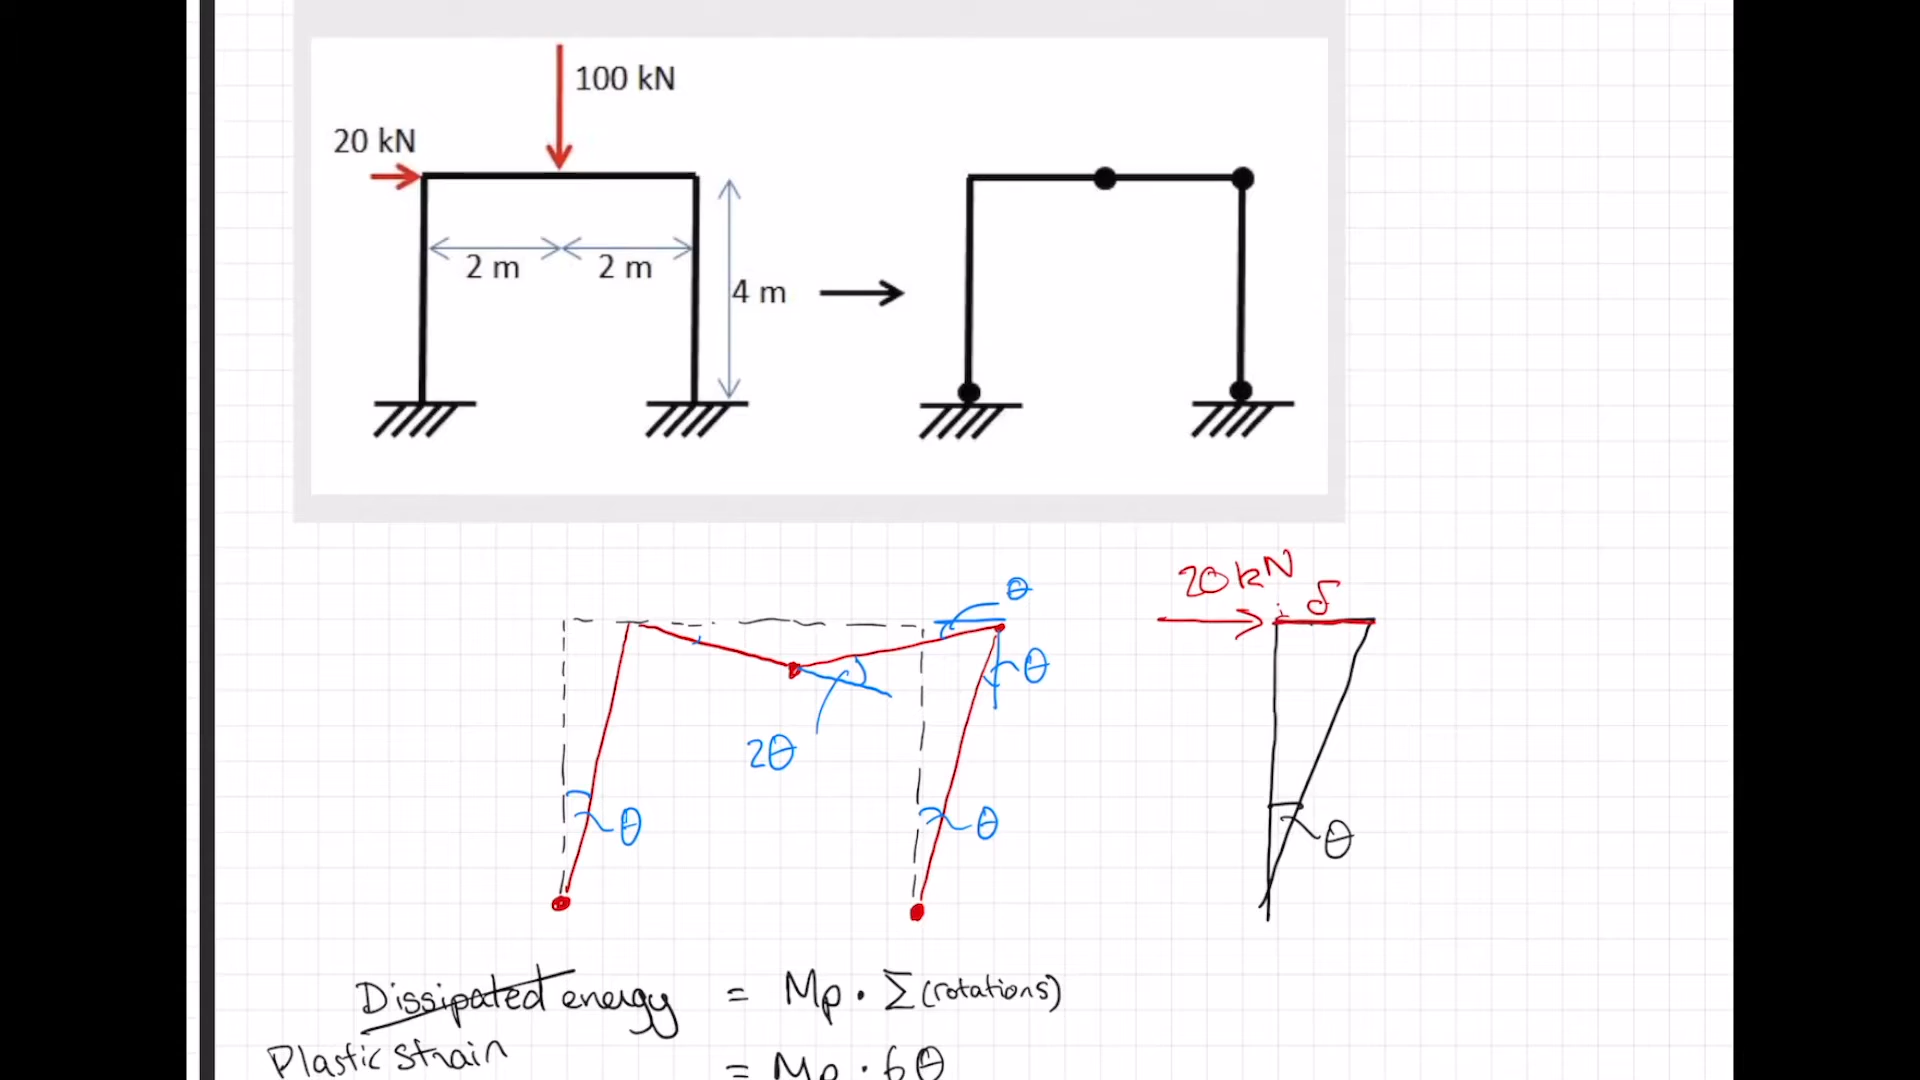 100 kN
20 kN
2 m
2 m
4 m
20 kN
δ
θ
θ
2θ
θ
θ
θ
Dissipated energy = Mp · Σ(rotations)
Plastic strain
= Mp · 6θ